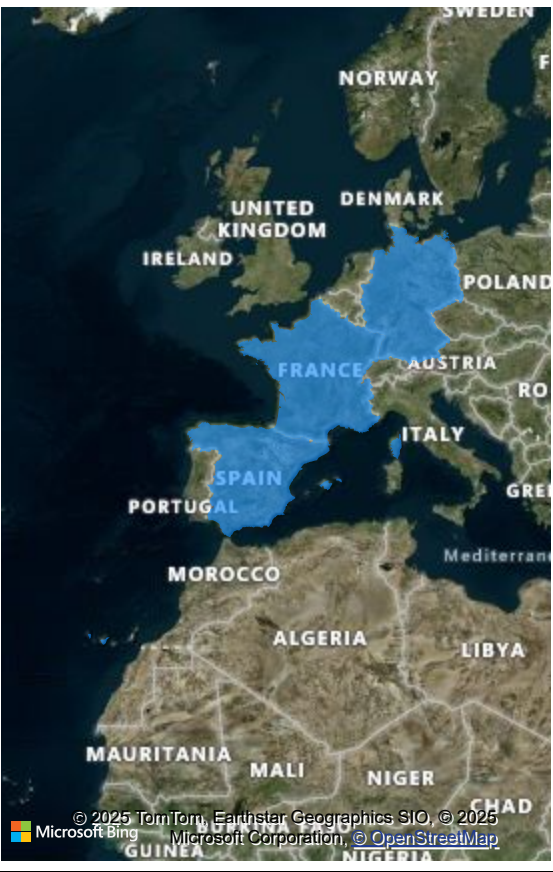 SWEDEN
NORWAY
DENMARK
UNITED
KINGDOM
IRELAND
POLAND
FRANCE
AUSTRIA
RO
ITALY
SPAIN
GRE
PORTUGAL
Mediterrane
MOROCCO
ALGERIA
LIBYA
MAURITANIA
MALI
NIGER
CHAD
© 2025 TomTom, Earthstar Geographics SIO, © 2025
Microsoft Bing
Microsoft Corporation, © OpenStreetMap
GUINEA
NIGERIA